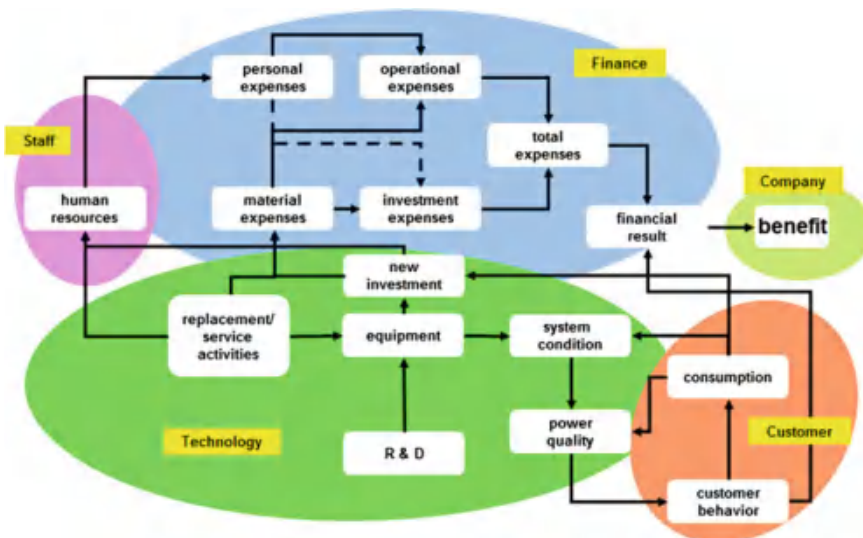 personal
expenses
operational
expenses
Finance
Staff
total
expenses
human
resources
material
expenses
investment
expenses
Company
financial
result
benefit
new
investment
replacement/
service
activities
equipment
system
condition
consumption
Technology
R & D
power
quality
Customer
customer
behavior